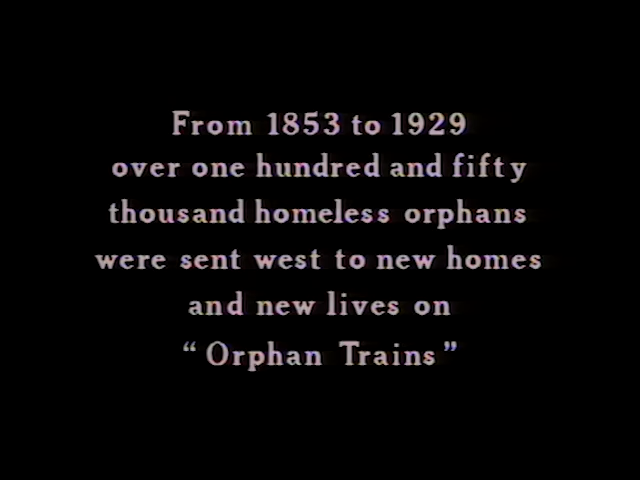 From 1853 to 1929
over one hundred and fifty
thousand homeless orphans
were sent west to new homes
and new lives on
“Orphan Trains”